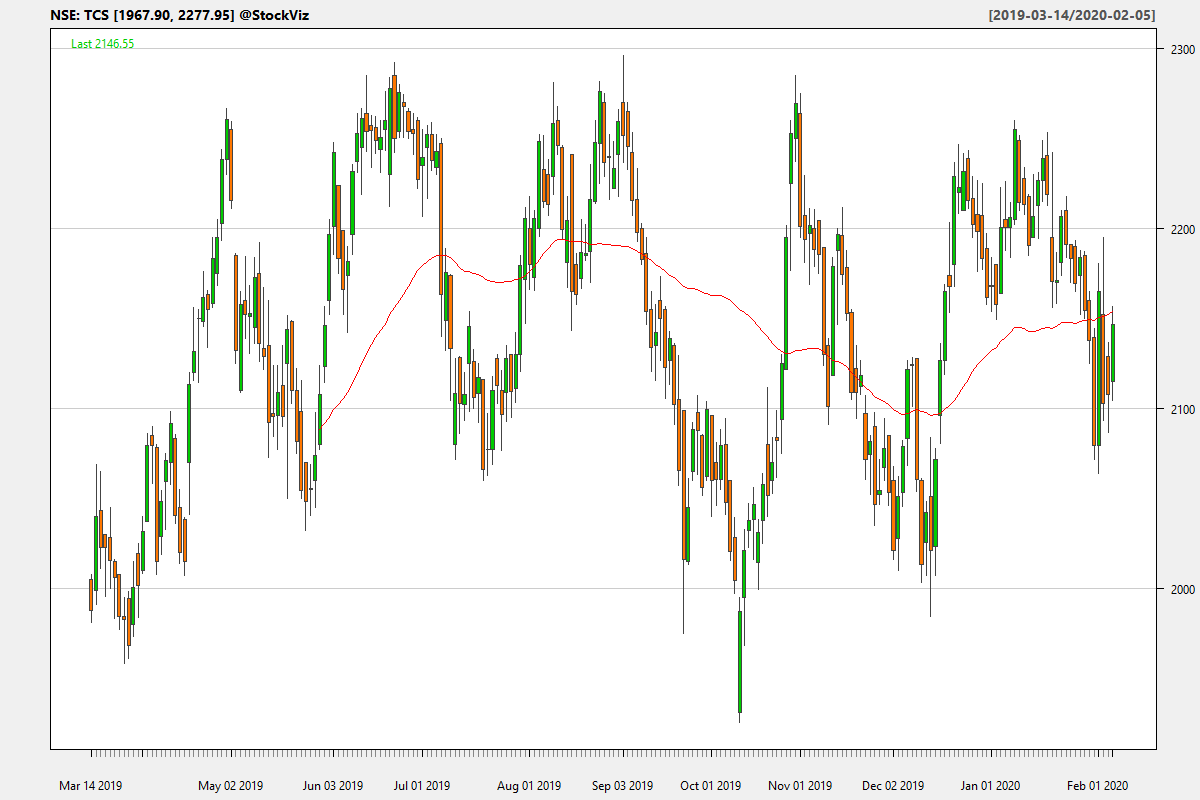 NSE: TCS [1967.90, 2277.95] @StockViz [2019-03-14/2020-02-05]
Last 2146.55
2300
2200
2100
2000
Mar 14 2019 May 02 2019 Jun 03 2019 Jul 01 2019 Aug 01 2019 Sep 03 2019 Oct 01 2019 Nov 01 2019 Dec 02 2019 Jan 01 2020 Feb 01 2020